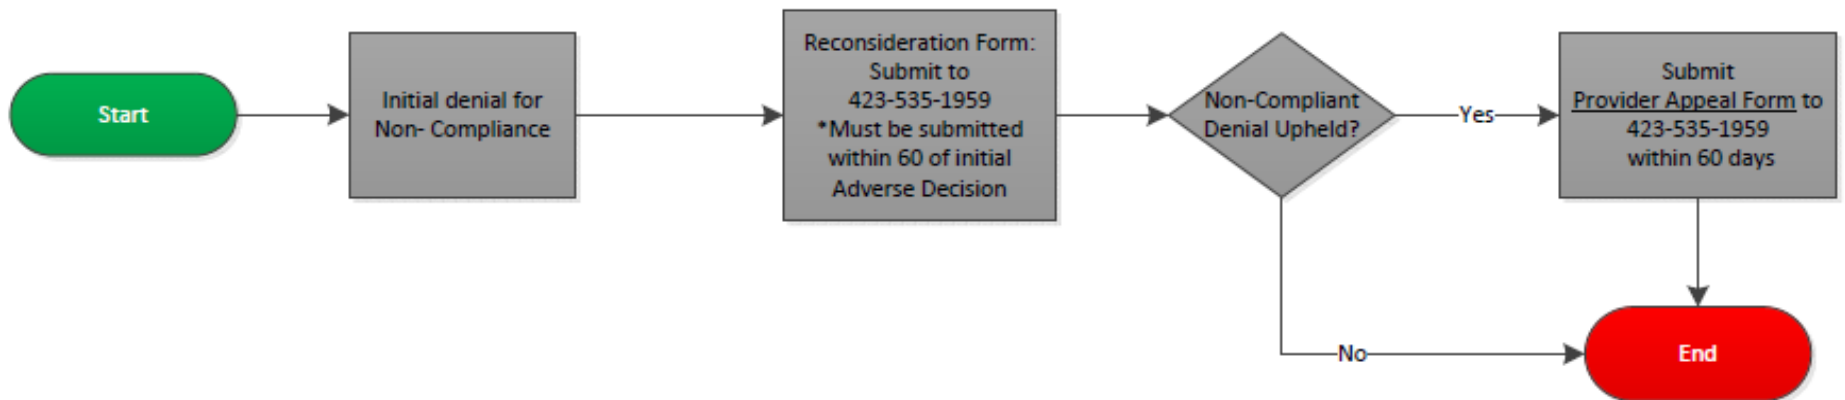 Start
Initial denial for
Non- Compliance
Reconsideration Form:
Submit to
423-535-1959
*Must be submitted
within 60 of initial
Adverse Decision
Non-Compliant
Denial Upheld?
Yes
Submit
Provider Appeal Form to
423-535-1959
within 60 days
No
End